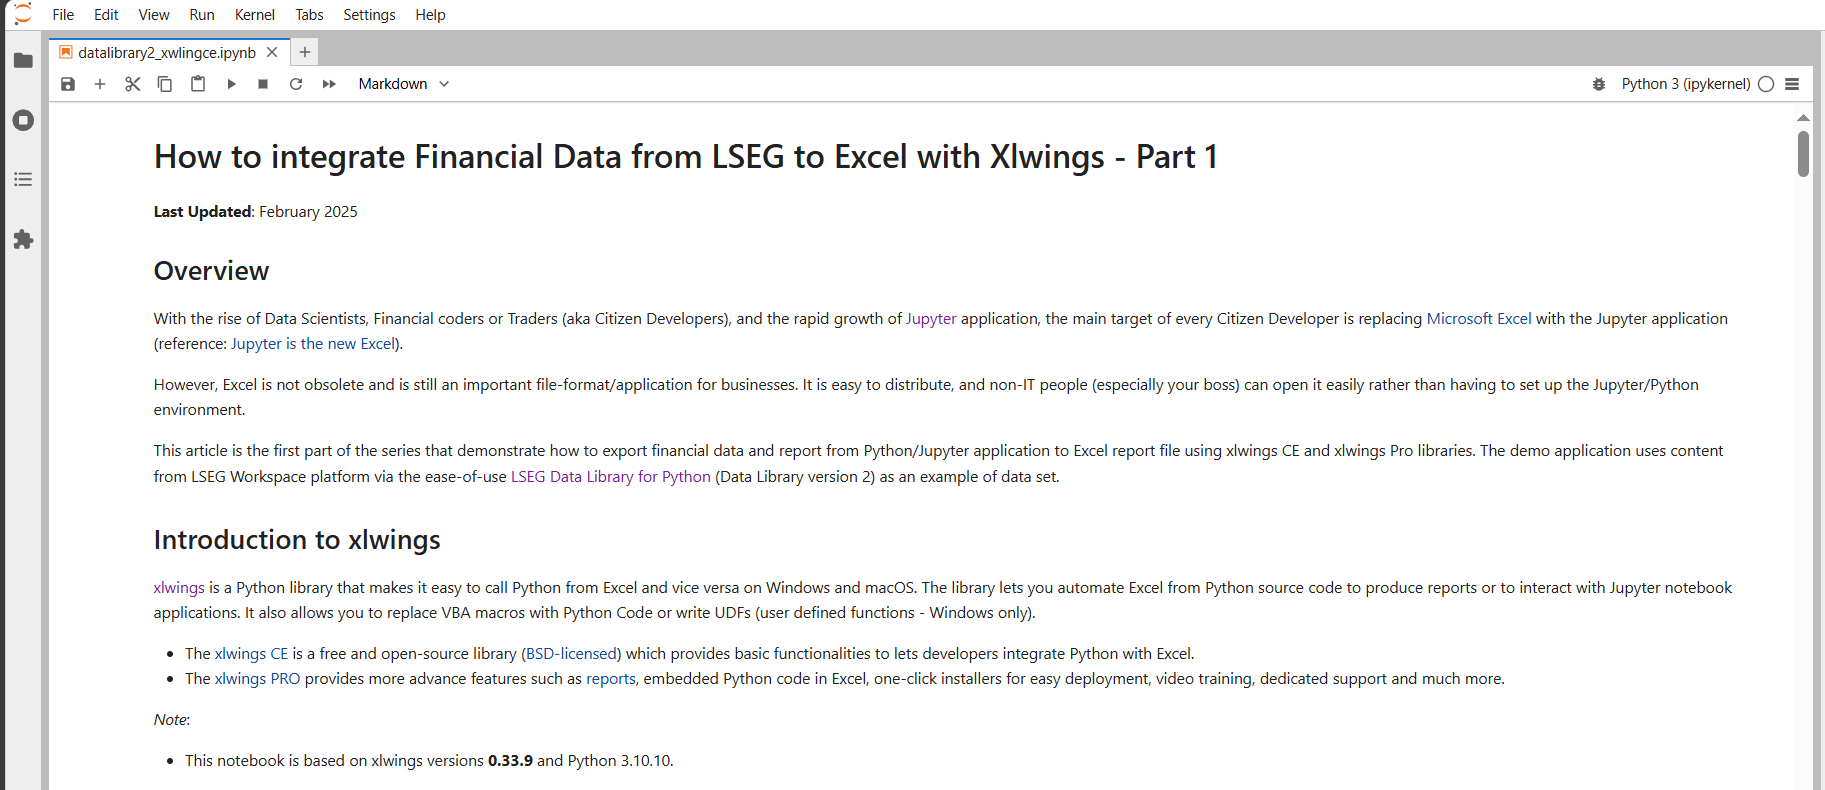 File Edit View Run Kernel Tabs Settings Help
datalibrary2_xwlingce.ipynb
Markdown
Python 3 (ipykernel)
How to integrate Financial Data from LSEG to Excel with Xlwings - Part 1
Last Updated: February 2025
Overview
With the rise of Data Scientists, Financial coders or Traders (aka Citizen Developers), and the rapid growth of Jupyter application, the main target of every Citizen Developer is replacing Microsoft Excel with the Jupyter application
(reference: Jupyter is the new Excel).
However, Excel is not obsolete and is still an important file-format/application for businesses. It is easy to distribute, and non-IT people (especially your boss) can open it easily rather than having to set up the Jupyter/Python
environment.
This article is the first part of the series that demonstrate how to export financial data and report from Python/Jupyter application to Excel report file using xlwings CE and xlwings Pro libraries. The demo application uses content
from LSEG Workspace platform via the ease-of-use LSEG Data Library for Python (Data Library version 2) as an example of data set.
Introduction to xlwings
xlwings is a Python library that makes it easy to call Python from Excel and vice versa on Windows and macOS. The library lets you automate Excel from Python source code to produce reports or to interact with Jupyter notebook
applications. It also allows you to replace VBA macros with Python Code or write UDFs (user defined functions - Windows only).
• The xlwings CE is a free and open-source library (BSD-licensed) which provides basic functionalities to lets developers integrate Python with Excel.
• The xlwings PRO provides more advance features such as reports, embedded Python code in Excel, one-click installers for easy deployment, video training, dedicated support and much more.
Note:
• This notebook is based on xlwings versions 0.33.9 and Python 3.10.10.